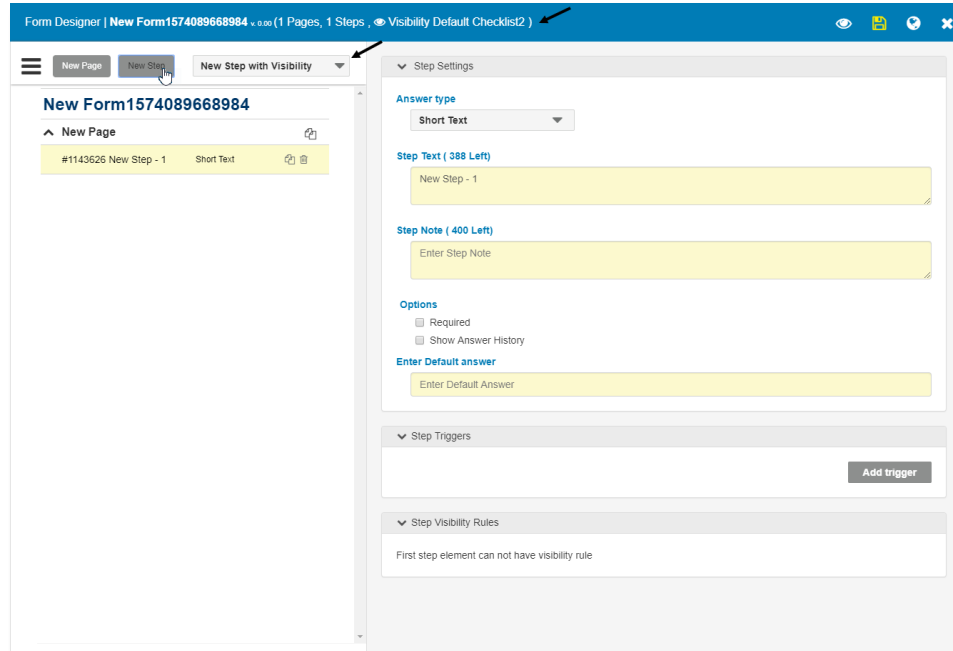 Form Designer | New Form1574089668984 v. 0.00 (1 Pages, 1 Steps , Visibility Default Checklist2 )
New Page New Step New Step with Visibility
New Form1574089668984
New Page
#1143626 New Step - 1 Short Text
Step Settings
Answer type
Short Text
Step Text ( 388 Left)
New Step - 1
Step Note ( 400 Left)
Enter Step Note
Options
Required
Show Answer History
Enter Default answer
Enter Default Answer
Step Triggers
Add trigger
Step Visibility Rules
First step element can not have visibility rule